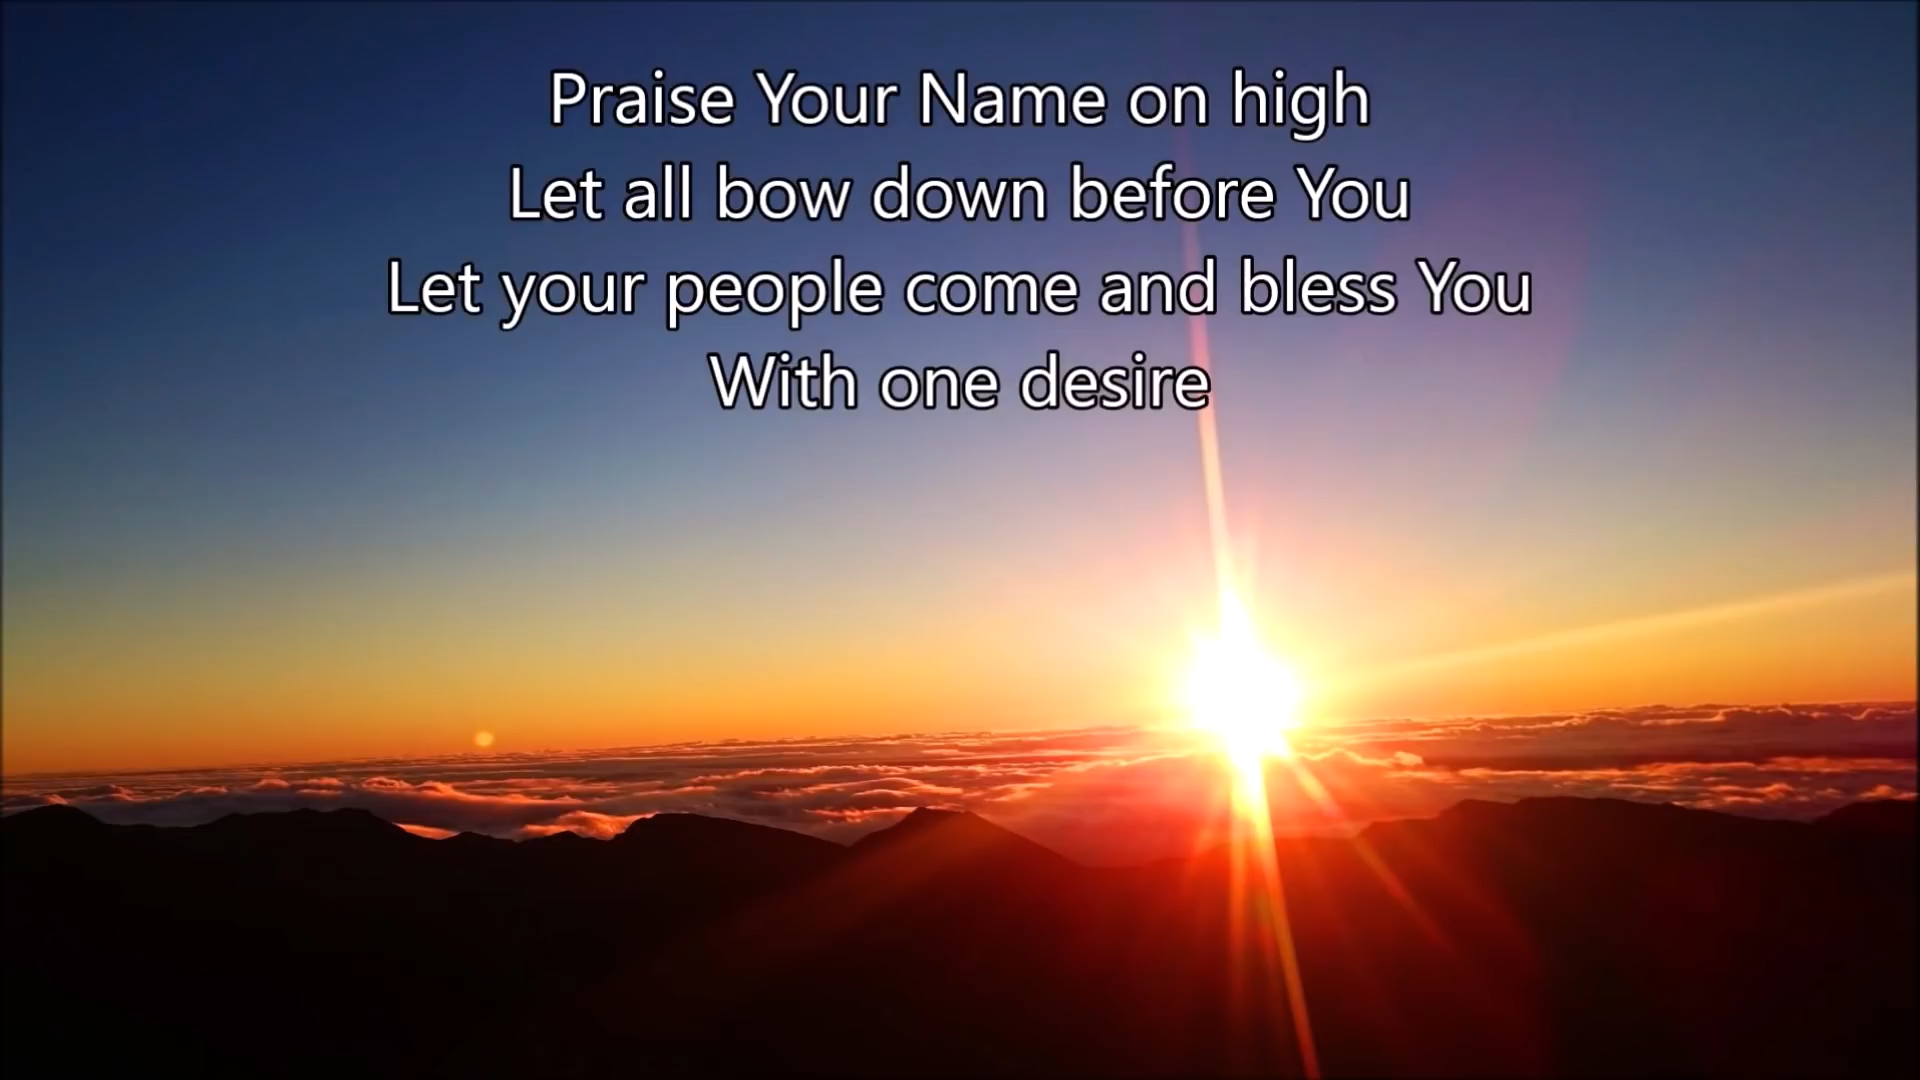 Praise Your Name on high
Let all bow down before You
Let your people come and bless You
With one desire